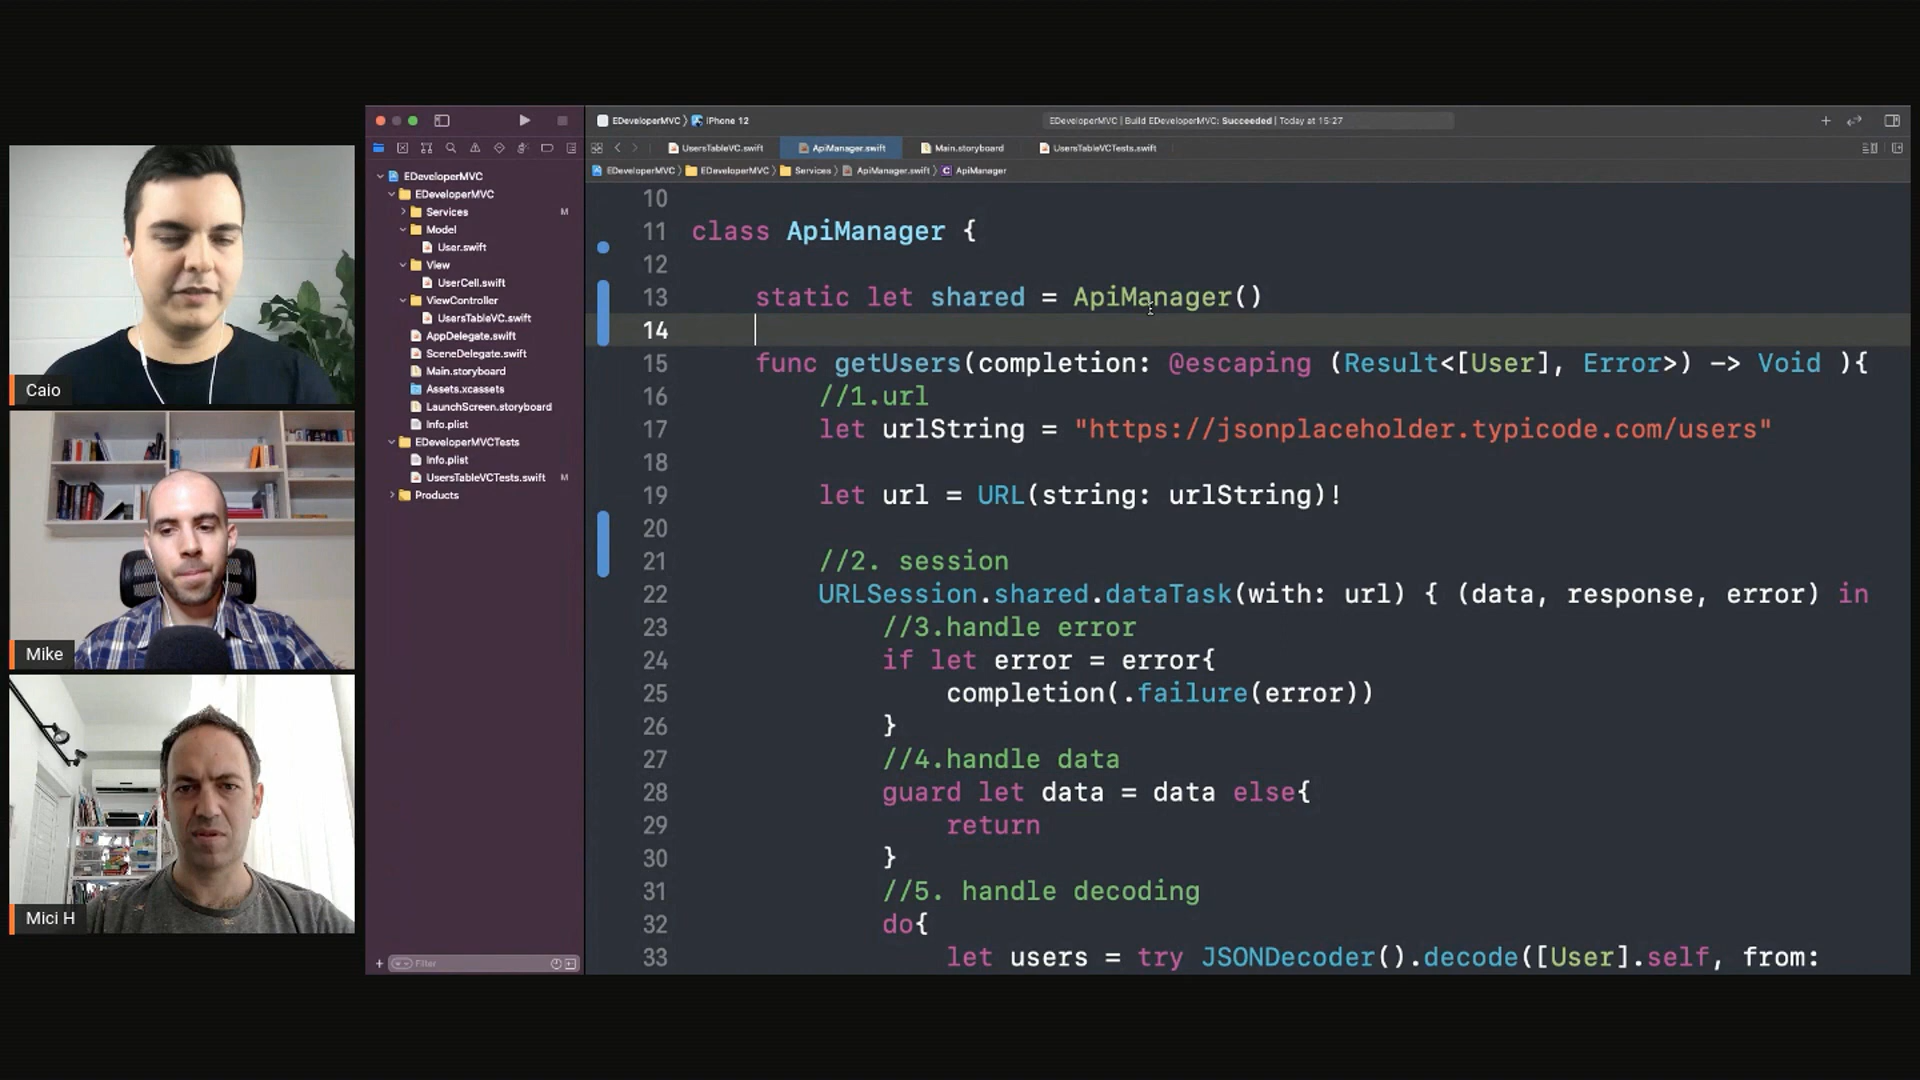 Caio
Mike
Mici H
EDeveloperMVC
EDeveloperMVC
Services M
Model
User.swift
View
UserCell.swift
ViewController
UsersTableVC.swift
AppDelegate.swift
SceneDelegate.swift
Main.storyboard
Assets.xcassets
LaunchScreen.storyboard
Info.plist
EDeveloperMVCTests
Info.plist
UsersTableVCTests.swift M
Products
+ Filter
EDeveloperMVC iPhone 12
EDeveloperMVC | Build EDeveloperMVC: Succeeded | Today at 15:27
UsersTableVC.swift ApiManager.swift Main.storyboard UsersTableVCTests.swift
EDeveloperMVC EDeveloperMVC Services ApiManager.swift C ApiManager
10
11 class ApiManager {
12
13 static let shared = ApiManager()
14
15 func getUsers(completion: @escaping (Result<[User], Error>) -> Void ){
16 //1.url
17 let urlString = "https://jsonplaceholder.typicode.com/users"
18
19 let url = URL(string: urlString)!
20
21 //2. session
22 URLSession.shared.dataTask(with: url) { (data, response, error) in
23 //3.handle error
24 if let error = error{
25 completion(.failure(error))
26 }
27 //4.handle data
28 guard let data = data else{
29 return
30 }
31 //5. handle decoding
32 do{
33 let users = try JSONDecoder().decode([User].self, from: